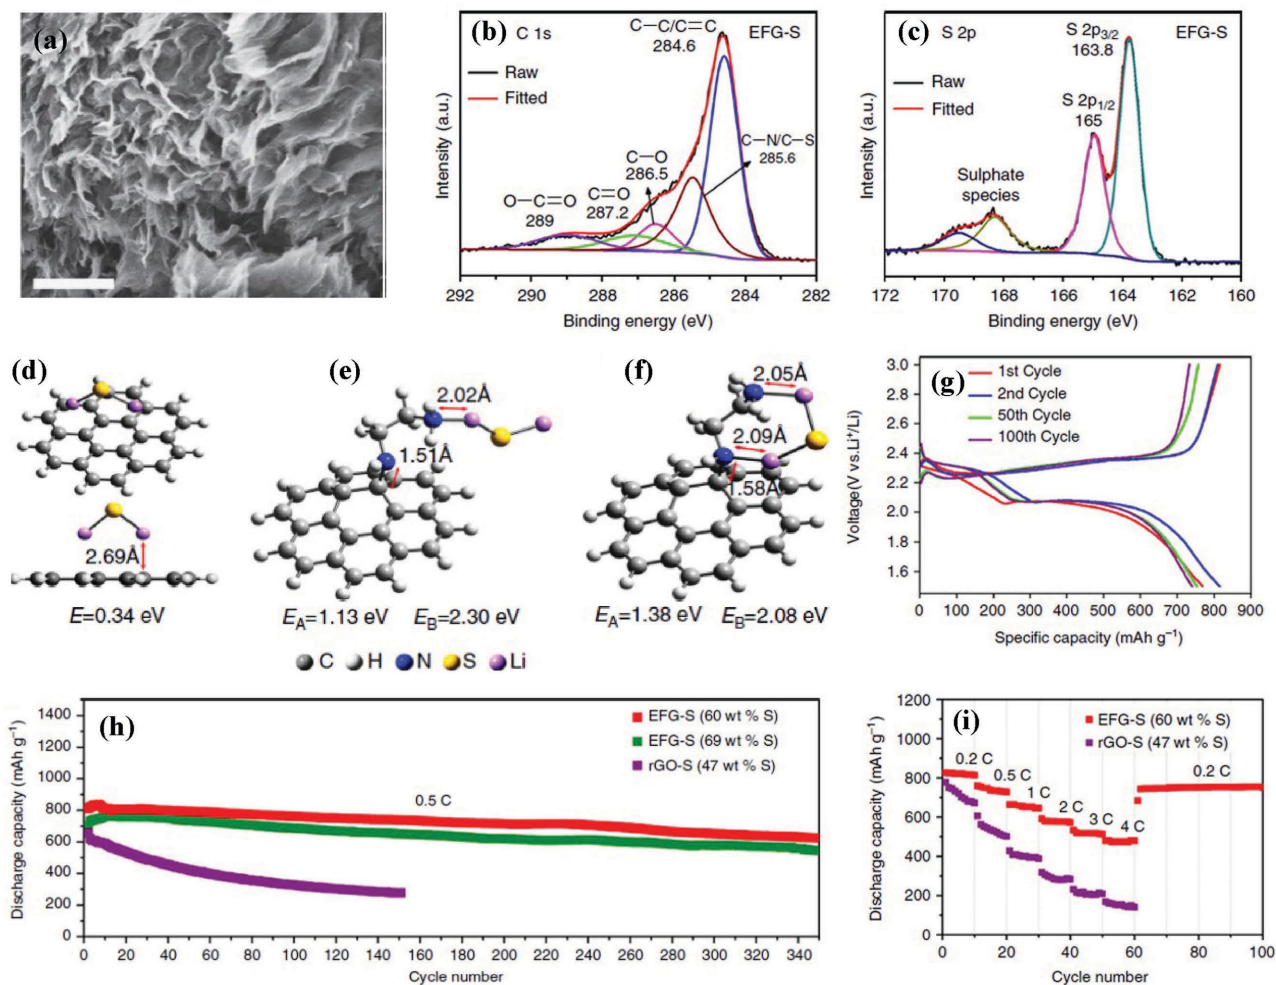 (a)
(b)
C 1s
C—C/C=C
284.6
EFG-S
Raw
Fitted
C—N/C—S
285.6
C—O
286.5
C=O
287.2
O—C=O
289
Intensity (a.u.)
292 290 288 286 284 282
Binding energy (eV)
(c)
S 2p
S 2p3/2
163.8
EFG-S
Raw
Fitted
S 2p1/2
165
Sulphate
species
Intensity (a.u.)
172 170 168 166 164 162 160
Binding energy (eV)
(d)
2.69Å
E=0.34 eV
(e)
2.02Å
1.51Å
EA=1.13 eV EB=2.30 eV
(f)
2.05Å
2.09Å
1.58Å
EA=1.38 eV EB=2.08 eV
C H N S Li
(g)
1st Cycle
2nd Cycle
50th Cycle
100th Cycle
Voltage(V vs.Li+/Li)
3.0
2.8
2.6
2.4
2.2
2.0
1.8
1.6
0 100 200 300 400 500 600 700 800 900
Specific capacity (mAh g−1)
(h)
EFG-S (60 wt % S)
EFG-S (69 wt % S)
rGO-S (47 wt % S)
0.5 C
Discharge capacity (mAh g−1)
1400
1200
1000
800
600
400
200
0
0 20 40 60 80 100 120 140 160 180 200 220 240 260 280 300 320 340
Cycle number
(i)
EFG-S (60 wt % S)
rGO-S (47 wt % S)
0.2 C
0.5 C
1 C
2 C
3 C
4 C
0.2 C
Discharge capacity (mAh g−1)
1200
1000
800
600
400
200
0
0 20 40 60 80 100
Cycle number